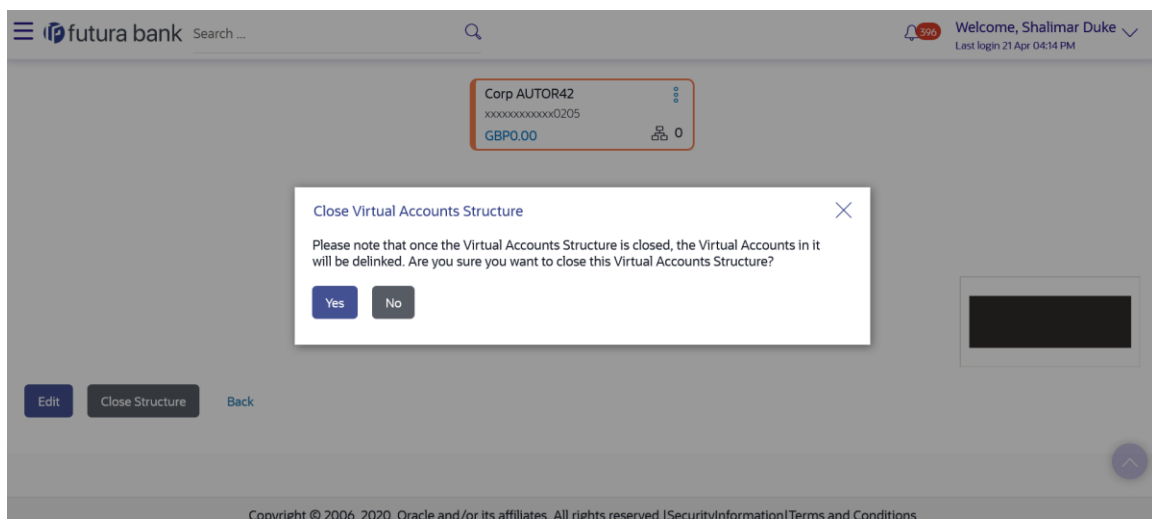 futura bank Search ... 396 Welcome, Shalimar Duke
Last login 21 Apr 04:14 PM
Corp AUTOR42
xxxxxxxxxxxx0205
GBP0.00 0
Close Virtual Accounts Structure
Please note that once the Virtual Accounts Structure is closed, the Virtual Accounts in it
will be delinked. Are you sure you want to close this Virtual Accounts Structure?
Yes No
Edit Close Structure Back
Copyright © 2006, 2020, Oracle and/or its affiliates. All rights reserved.|SecurityInformation|Terms and Conditions